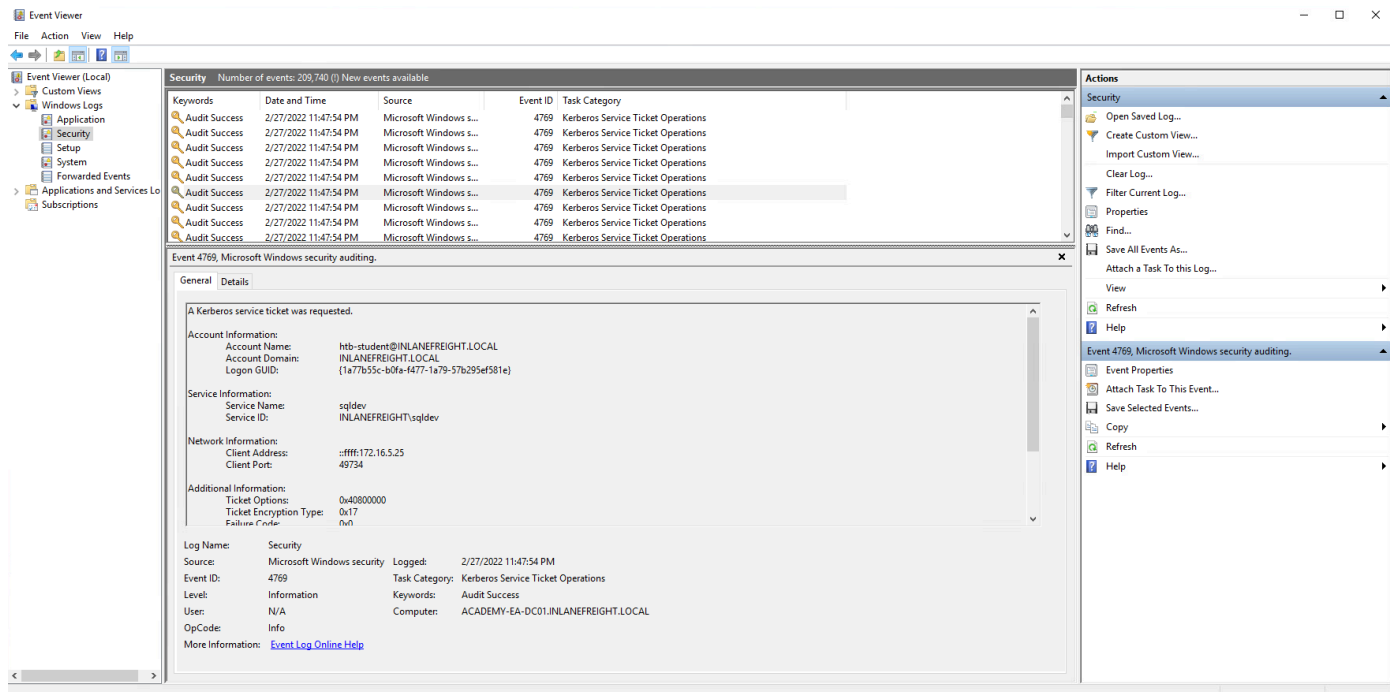 Event Viewer
File Action View Help
Event Viewer (Local)
Custom Views
Windows Logs
Application
Security
Setup
System
Forwarded Events
Applications and Services Lo
Subscriptions
Security Number of events: 209,740 (!) New events available
Keywords Date and Time Source Event ID Task Category
Audit Success 2/27/2022 11:47:54 PM Microsoft Windows s... 4769 Kerberos Service Ticket Operations
Audit Success 2/27/2022 11:47:54 PM Microsoft Windows s... 4769 Kerberos Service Ticket Operations
Audit Success 2/27/2022 11:47:54 PM Microsoft Windows s... 4769 Kerberos Service Ticket Operations
Audit Success 2/27/2022 11:47:54 PM Microsoft Windows s... 4769 Kerberos Service Ticket Operations
Audit Success 2/27/2022 11:47:54 PM Microsoft Windows s... 4769 Kerberos Service Ticket Operations
Audit Success 2/27/2022 11:47:54 PM Microsoft Windows s... 4769 Kerberos Service Ticket Operations
Audit Success 2/27/2022 11:47:54 PM Microsoft Windows s... 4769 Kerberos Service Ticket Operations
Audit Success 2/27/2022 11:47:54 PM Microsoft Windows s... 4769 Kerberos Service Ticket Operations
Audit Success 2/27/2022 11:47:54 PM Microsoft Windows s... 4769 Kerberos Service Ticket Operations
Event 4769, Microsoft Windows security auditing.
General Details
A Kerberos service ticket was requested.
Account Information:
Account Name: htb-student@INLANEFREIGHT.LOCAL
Account Domain: INLANEFREIGHT.LOCAL
Logon GUID: {1a77b55c-b0fa-f477-1a79-57b295ef581e}
Service Information:
Service Name: sqldev
Service ID: INLANEFREIGHT\sqldev
Network Information:
Client Address: ::ffff:172.16.5.25
Client Port: 49734
Additional Information:
Ticket Options: 0x40800000
Ticket Encryption Type: 0x17
Failure Code: 0x0
Log Name: Security
Source: Microsoft Windows security Logged: 2/27/2022 11:47:54 PM
Event ID: 4769 Task Category: Kerberos Service Ticket Operations
Level: Information Keywords: Audit Success
User: N/A Computer: ACADEMY-EA-DC01.INLANEFREIGHT.LOCAL
OpCode: Info
More Information: Event Log Online Help
Actions
Security
Open Saved Log...
Create Custom View...
Import Custom View...
Clear Log...
Filter Current Log...
Properties
Find...
Save All Events As...
Attach a Task To this Log...
View
Refresh
Help
Event 4769, Microsoft Windows security auditing.
Event Properties
Attach Task To This Event...
Save Selected Events...
Copy
Refresh
Help